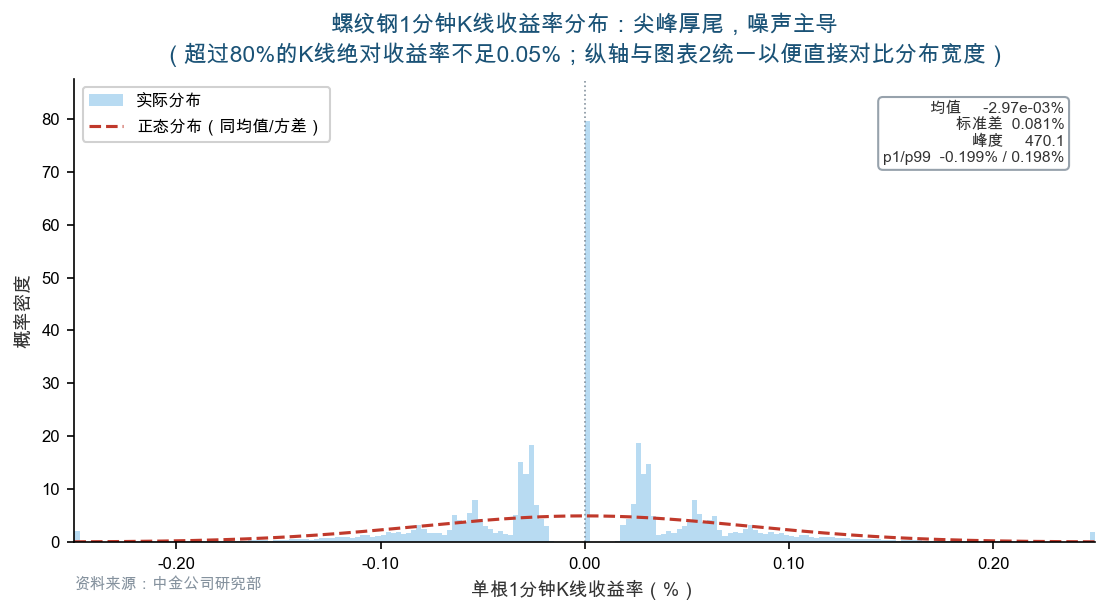 螺纹钢1分钟K线收益率分布：尖峰厚尾，噪声主导
（超过80%的K线绝对收益率不足0.05%；纵轴与图表2统一以便直接对比分布宽度）
实际分布
正态分布（同均值/方差）
均值 -2.97e-03%
标准差 0.081%
峰度 470.1
p1/p99 -0.199% / 0.198%
概率密度
80
70
60
50
40
30
20
10
0
-0.20 -0.10 0.00 0.10 0.20
单根1分钟K线收益率（%）
资料来源：中金公司研究部